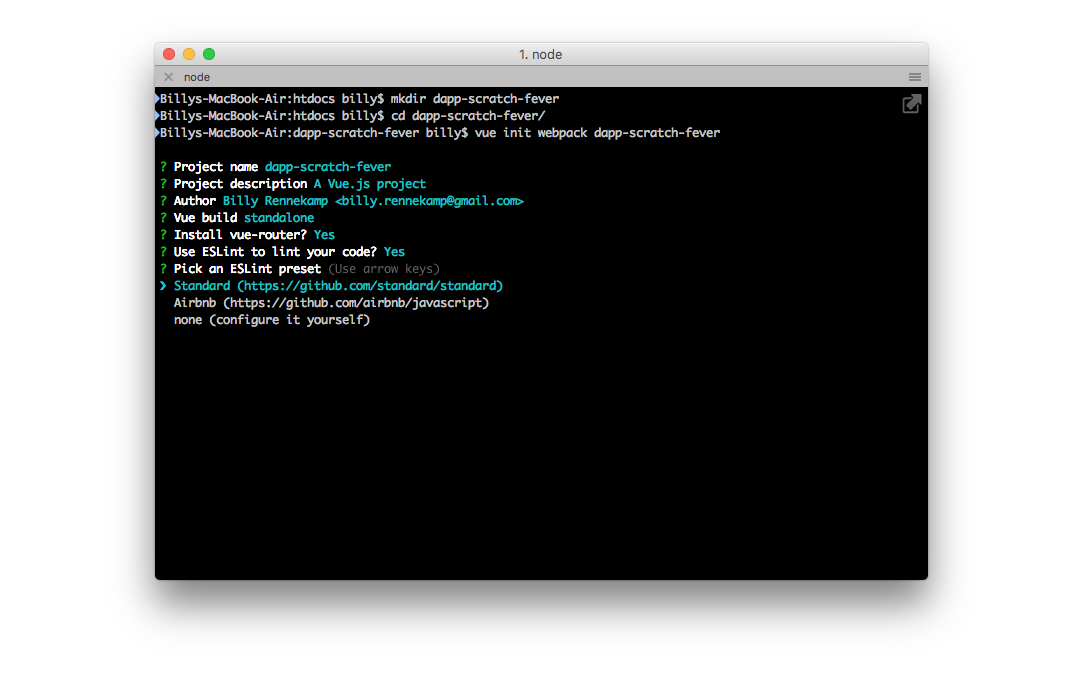 1. node
node
Billys-MacBook-Air:htdocs billy$ mkdir dapp-scratch-fever
Billys-MacBook-Air:htdocs billy$ cd dapp-scratch-fever/
Billys-MacBook-Air:dapp-scratch-fever billy$ vue init webpack dapp-scratch-fever
? Project name dapp-scratch-fever
? Project description A Vue.js project
? Author Billy Rennekamp <billy.rennekamp@gmail.com>
? Vue build standalone
? Install vue-router? Yes
? Use ESLint to lint your code? Yes
? Pick an ESLint preset (Use arrow keys)
❯ Standard (https://github.com/standard/standard)
Airbnb (https://github.com/airbnb/javascript)
none (configure it yourself)